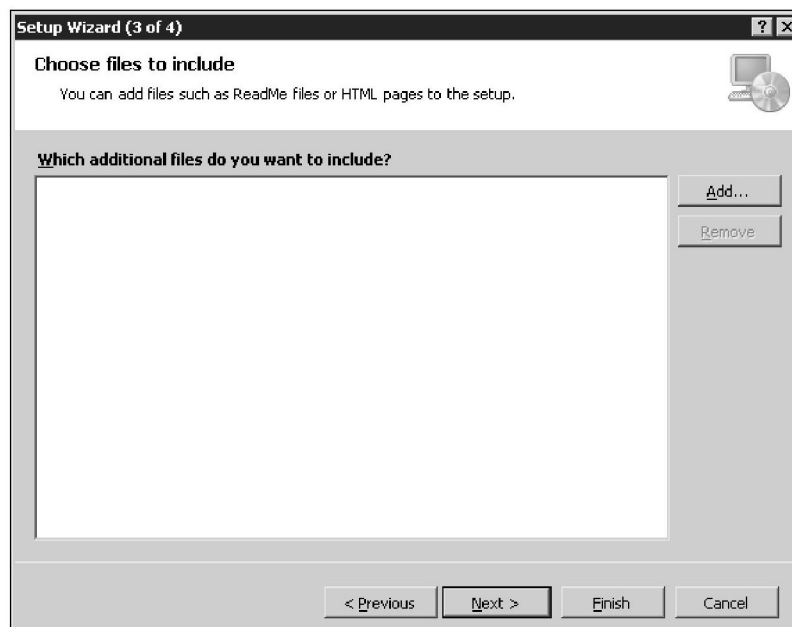 Setup Wizard (3 of 4)
Choose files to include
You can add files such as ReadMe files or HTML pages to the setup.
Which additional files do you want to include?
Add...
Remove
< Previous
Next >
Finish
Cancel